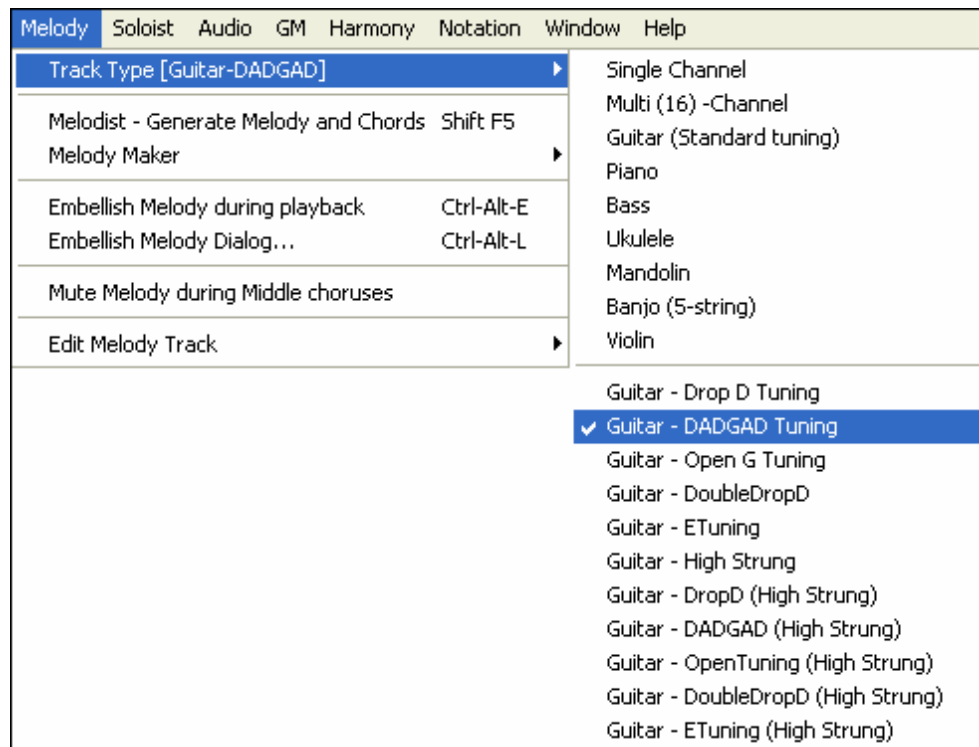 Melody Soloist Audio GM Harmony Notation Window Help
Track Type [Guitar-DADGAD]
Melodist - Generate Melody and Chords Shift F5
Melody Maker
Embellish Melody during playback Ctrl-Alt-E
Embellish Melody Dialog... Ctrl-Alt-L
Mute Melody during Middle choruses
Edit Melody Track
Single Channel
Multi (16) -Channel
Guitar (Standard tuning)
Piano
Bass
Ukulele
Mandolin
Banjo (5-string)
Violin
Guitar - Drop D Tuning
Guitar - DADGAD Tuning
Guitar - Open G Tuning
Guitar - DoubleDropD
Guitar - ETuning
Guitar - High Strung
Guitar - DropD (High Strung)
Guitar - DADGAD (High Strung)
Guitar - OpenTuning (High Strung)
Guitar - DoubleDropD (High Strung)
Guitar - ETuning (High Strung)